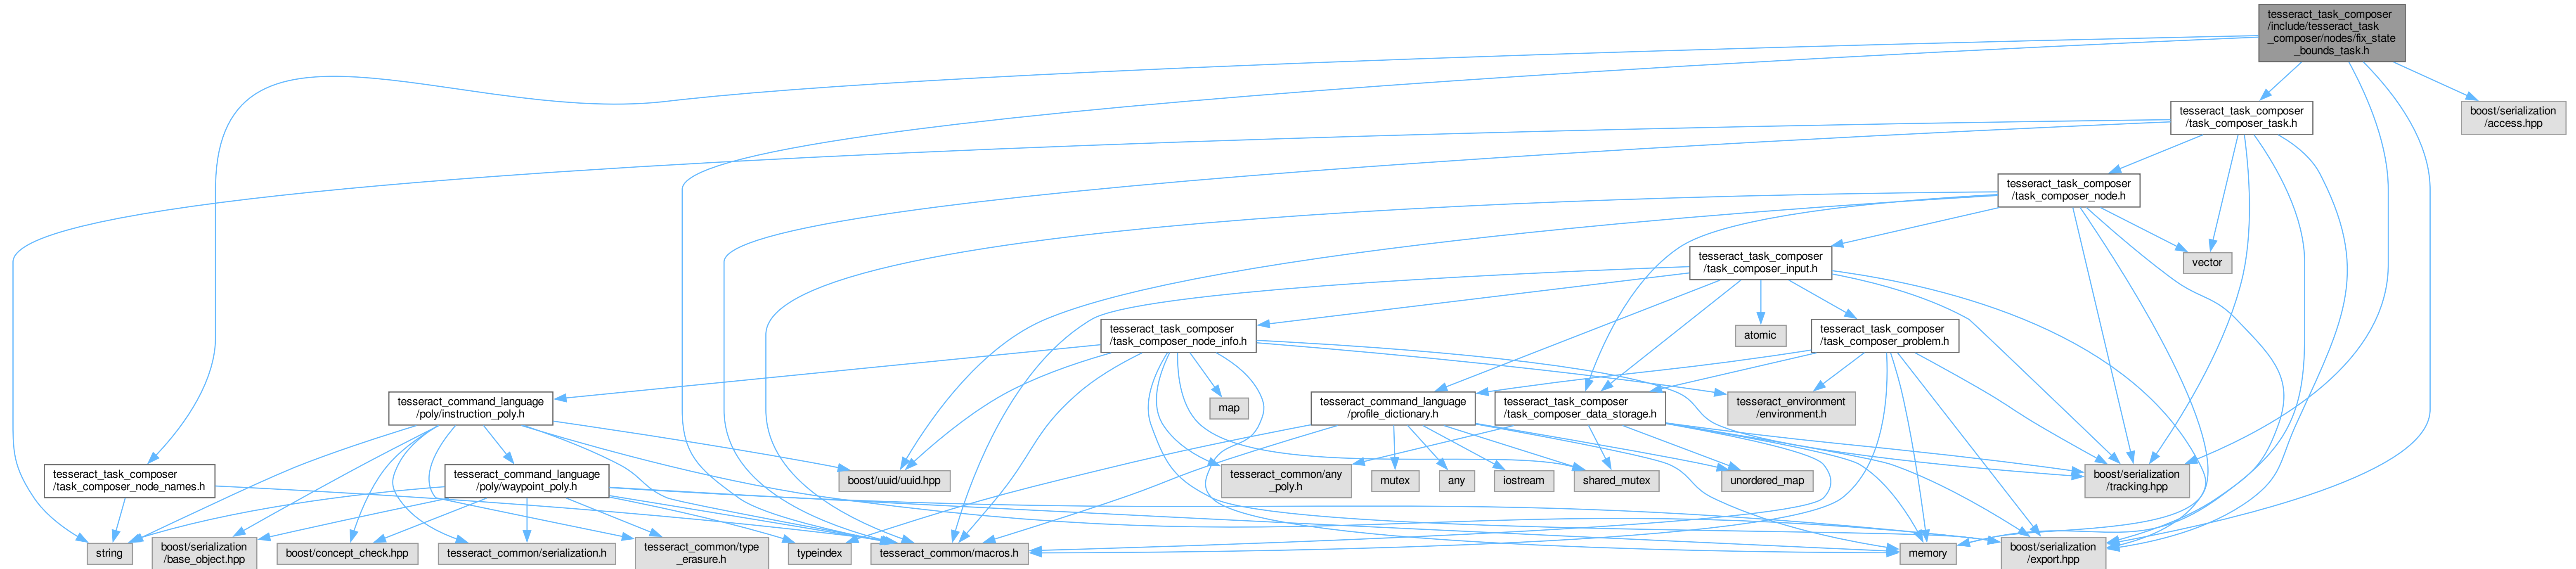 tesseract_task_composer
/include/tesseract_task
_composer/nodes/fix_state
_bounds_task.h
tesseract_task_composer
/task_composer_task.h
boost/serialization
/access.hpp
tesseract_task_composer
/task_composer_node.h
tesseract_task_composer
/task_composer_input.h
vector
tesseract_task_composer
/task_composer_node_info.h
atomic
tesseract_task_composer
/task_composer_problem.h
tesseract_command_language
/poly/instruction_poly.h
map
tesseract_command_language
/profile_dictionary.h
tesseract_task_composer
/task_composer_data_storage.h
tesseract_environment
/environment.h
tesseract_task_composer
/task_composer_node_names.h
tesseract_command_language
/poly/waypoint_poly.h
boost/uuid/uuid.hpp
tesseract_common/any
_poly.h
mutex
any
iostream
shared_mutex
unordered_map
boost/serialization
/tracking.hpp
string
boost/serialization
/base_object.hpp
boost/concept_check.hpp
tesseract_common/serialization.h
tesseract_common/type
_erasure.h
typeindex
tesseract_common/macros.h
memory
boost/serialization
/export.hpp